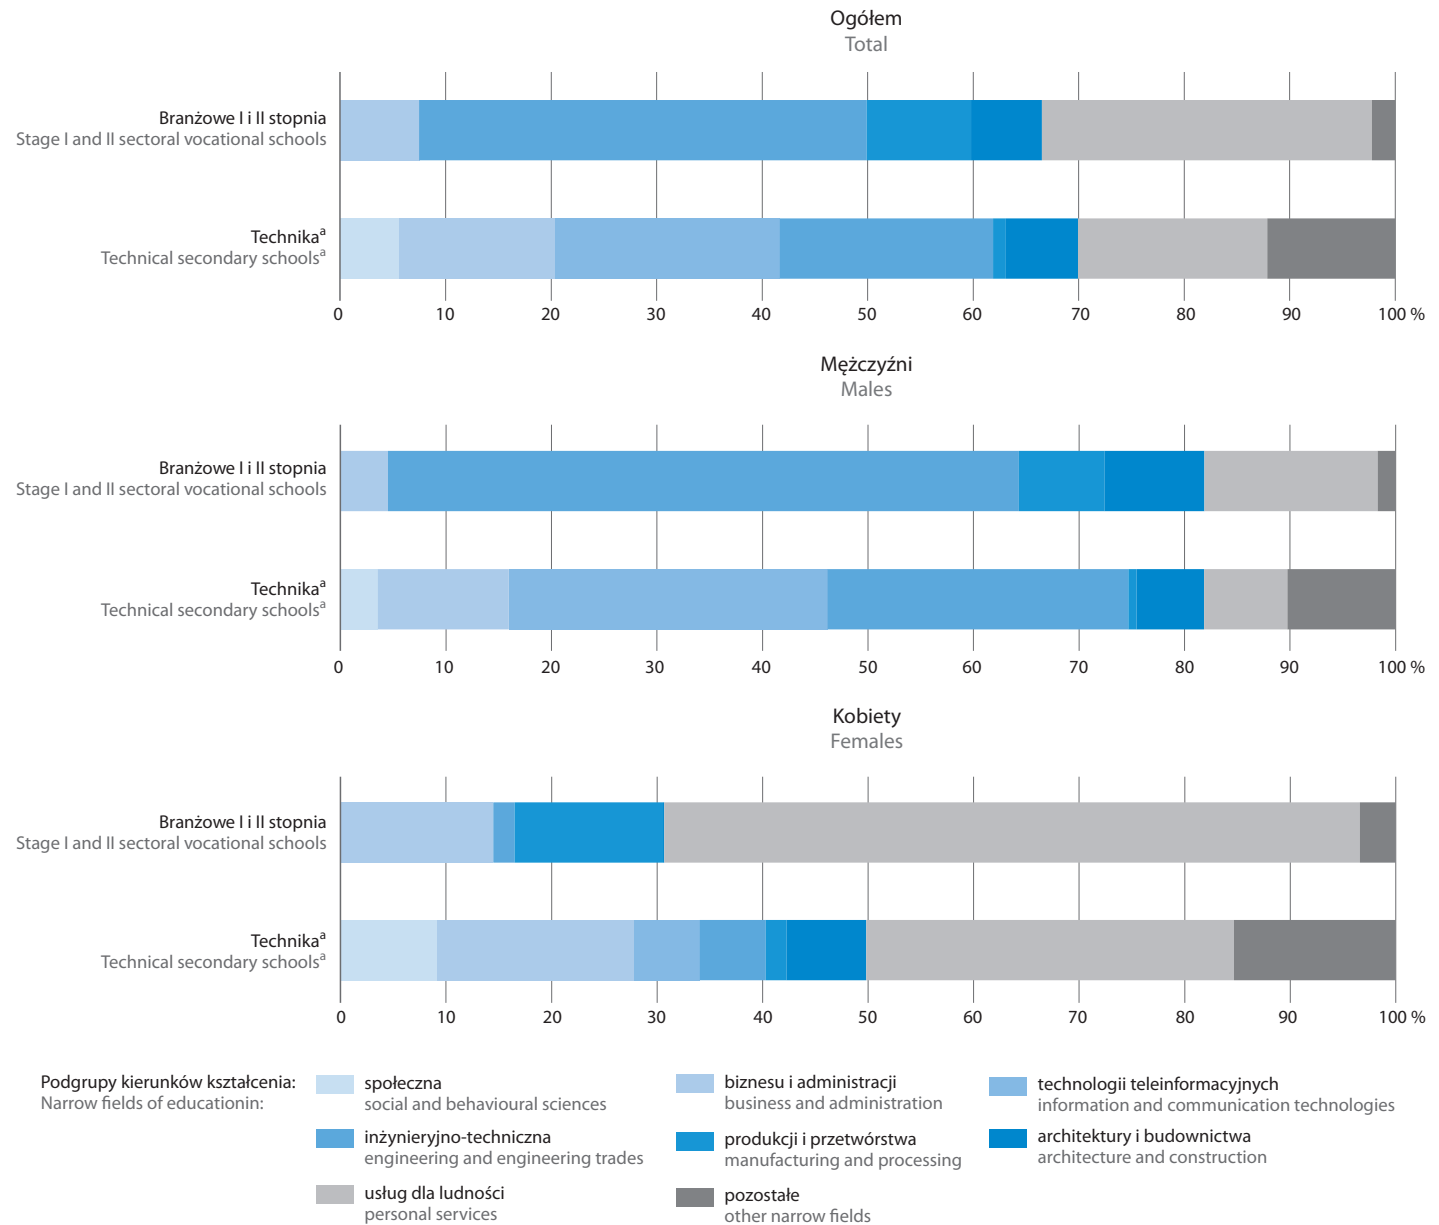 Ogółem
Total
Branżowe I i II stopnia
Stage I and II sectoral vocational schools
Technikaᵃ
Technical secondary schoolsᵃ
0 10 20 30 40 50 60 70 80 90 100 %
Mężczyźni
Males
Branżowe I i II stopnia
Stage I and II sectoral vocational schools
Technikaᵃ
Technical secondary schoolsᵃ
0 10 20 30 40 50 60 70 80 90 100 %
Kobiety
Females
Branżowe I i II stopnia
Stage I and II sectoral vocational schools
Technikaᵃ
Technical secondary schoolsᵃ
0 10 20 30 40 50 60 70 80 90 100 %
Podgrupy kierunków kształcenia:
Narrow fields of educationin:
społeczna
social and behavioural sciences
biznesu i administracji
business and administration
technologii teleinformacyjnych
information and communication technologies
inżynieryjno-techniczna
engineering and engineering trades
produkcji i przetwórstwa
manufacturing and processing
architektury i budownictwa
architecture and construction
usług dla ludności
personal services
pozostałe
other narrow fields